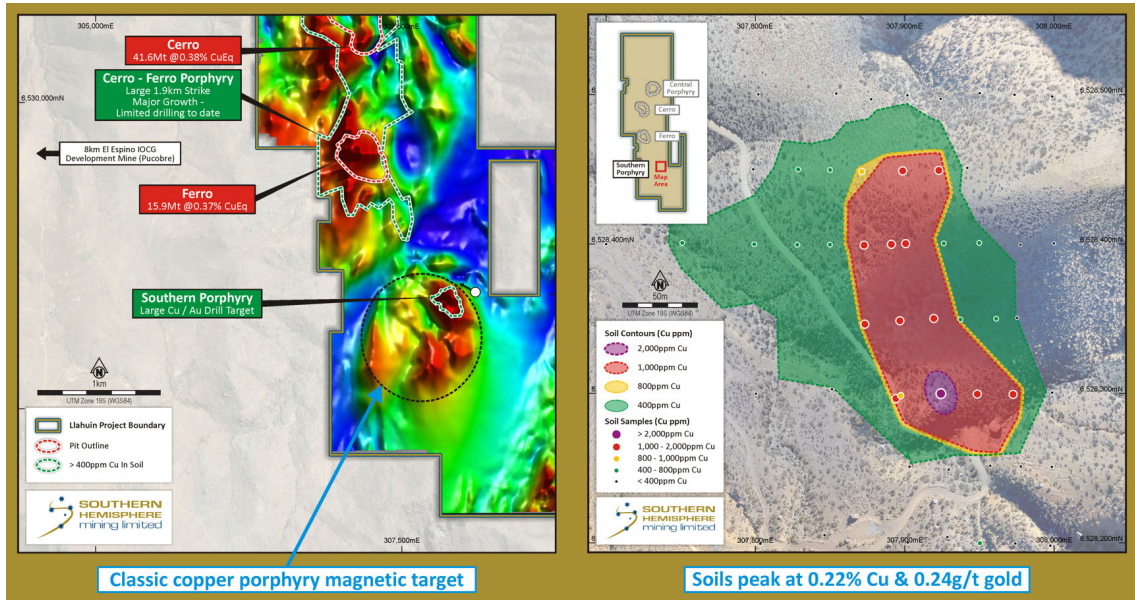 305,000mE
307,500mE
6,530,000mN
Cerro
41.6Mt @0.38% CuEq
Cerro - Ferro Porphyry
Large 1.9km Strike
Major Growth -
Limited drilling to date
8km El Espino IOCG
Development Mine (Pucobre)
Ferro
15.9Mt @0.37% CuEq
Southern Porphyry
Large Cu / Au Drill Target
N
1km
UTM Zone 19S (WGS84)
Llahuin Project Boundary
Pit Outline
> 400ppm Cu In Soil
SOUTHERN
HEMISPHERE
mining limited
307,500mE
Classic copper porphyry magnetic target
307,800mE
307,900mE
308,000mE
6,528,500mN
Central
Porphyry
Cerro
Ferro
Southern
Porphyry
Map
Area
6,528,400mN
6,528,400mN
N
50m
UTM Zone 19S (WGS84)
Soil Contours (Cu ppm)
2,000ppm Cu
1,000ppm Cu
800ppm Cu
400ppm Cu
Soil Samples (Cu ppm)
> 2,000ppm Cu
1,000 - 2,000ppm Cu
800 - 1,000ppm Cu
400 - 800ppm Cu
< 400ppm Cu
6,528,300mN
SOUTHERN
HEMISPHERE
mining limited
307,800mE
307,900mE
6,528,200mN
Soils peak at 0.22% Cu & 0.24g/t gold